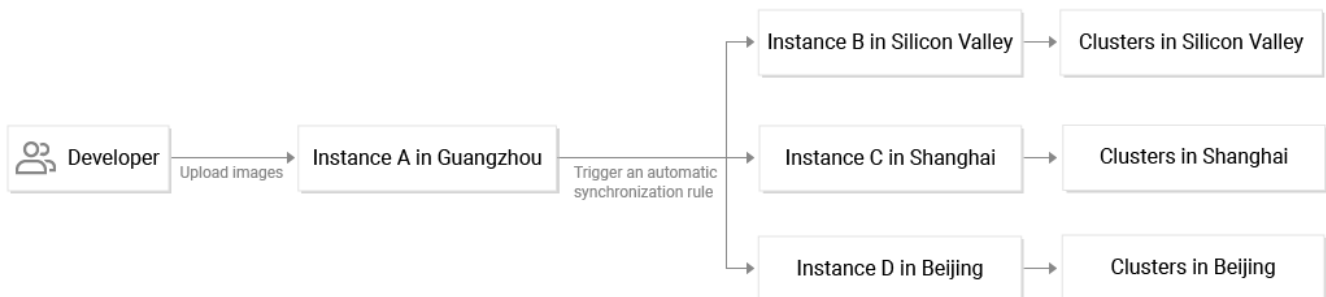 Developer
Upload images
Instance A in Guangzhou
Trigger an automatic
synchronization rule
Instance B in Silicon Valley
Clusters in Silicon Valley
Instance C in Shanghai
Clusters in Shanghai
Instance D in Beijing
Clusters in Beijing